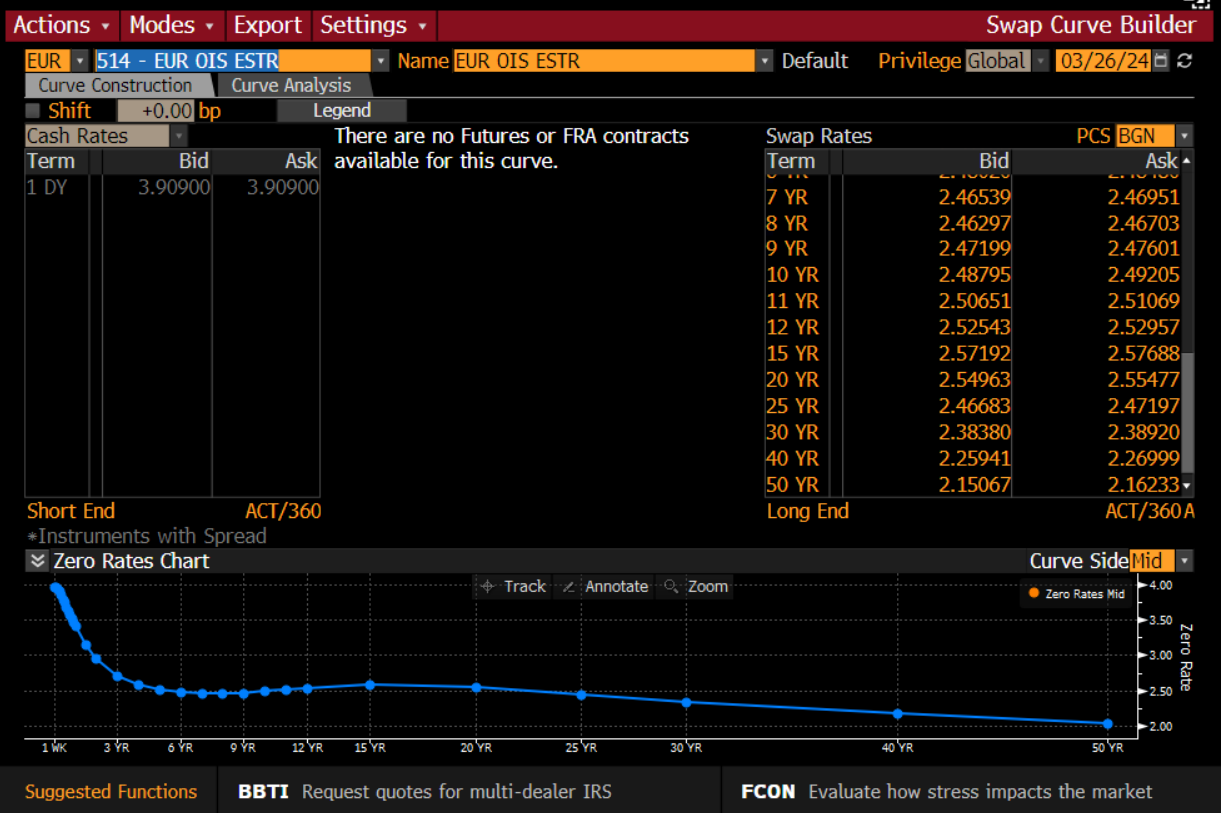 Actions Modes Export Settings Swap Curve Builder
EUR 514 - EUR OIS ESTR Name EUR OIS ESTR Default Privilege Global 03/26/24
Curve Construction Curve Analysis
Shift +0.00 bp Legend
Cash Rates
Term Bid Ask
1 DY 3.90900 3.90900
Short End ACT/360
There are no Futures or FRA contracts
available for this curve.
Swap Rates PCS BGN
Term Bid Ask
7 YR 2.46539 2.46951
8 YR 2.46297 2.46703
9 YR 2.47199 2.47601
10 YR 2.48795 2.49205
11 YR 2.50651 2.51069
12 YR 2.52543 2.52957
15 YR 2.57192 2.57688
20 YR 2.54963 2.55477
25 YR 2.46683 2.47197
30 YR 2.38380 2.38920
40 YR 2.25941 2.26999
50 YR 2.15067 2.16233
Long End ACT/360 A
*Instruments with Spread
Zero Rates Chart Curve Side Mid
Track Annotate Zoom
Zero Rates Mid
4.00
3.50
3.00
2.50
2.00
Zero Rate
1 WK 3 YR 6 YR 9 YR 12 YR 15 YR 20 YR 25 YR 30 YR 40 YR 50 YR
Suggested Functions BBTI Request quotes for multi-dealer IRS FCON Evaluate how stress impacts the market